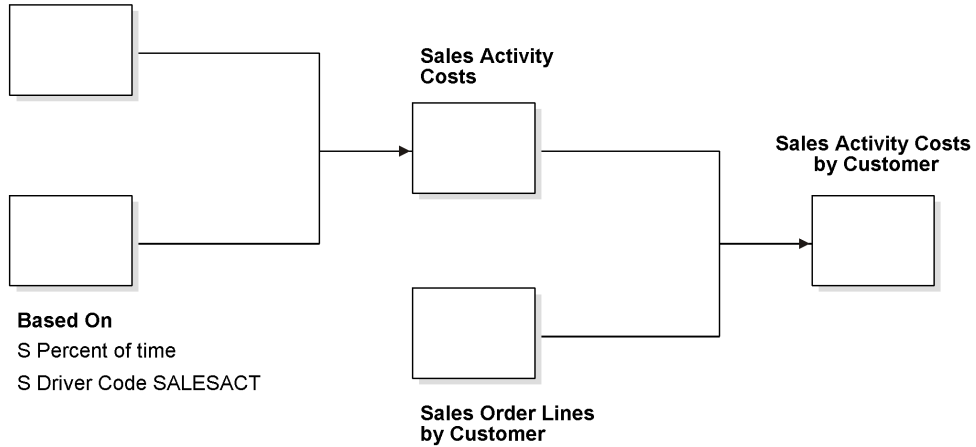 Sales Activity
Costs
Sales Activity Costs
by Customer
Based On
S Percent of time
S Driver Code SALESACT
Sales Order Lines
by Customer